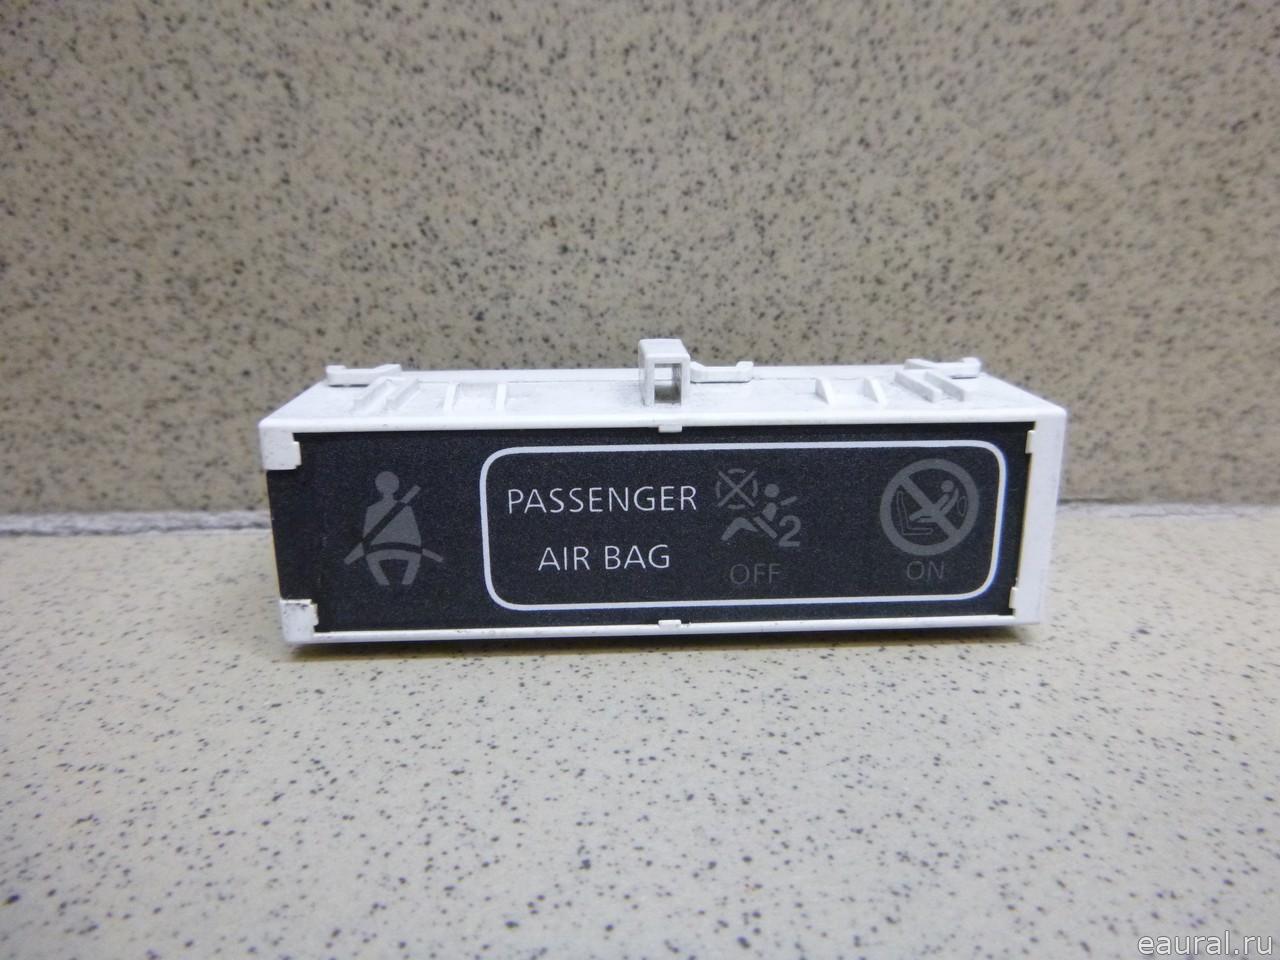 PASSENGER
AIR BAG
2
OFF
ON
eaural.ru